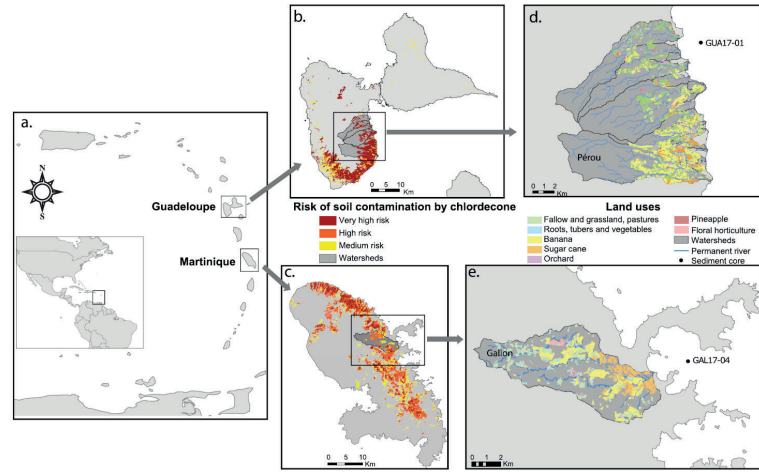 a.
N
S
Guadeloupe
Martinique
b.
0 5 10
Km
d.
GUA17-01
Pérou
0 1 2
Km
Risk of soil contamination by chlordecone
Very high risk
High risk
Medium risk
Watersheds
Land uses
Fallow and grassland, pastures
Roots, tubers and vegetables
Banana
Sugar cane
Orchard
Pineapple
Floral horticulture
Watersheds
Permanent river
Sediment core
c.
0 5 10
Km
e.
Galion
GAL17-04
0 1 2
Km